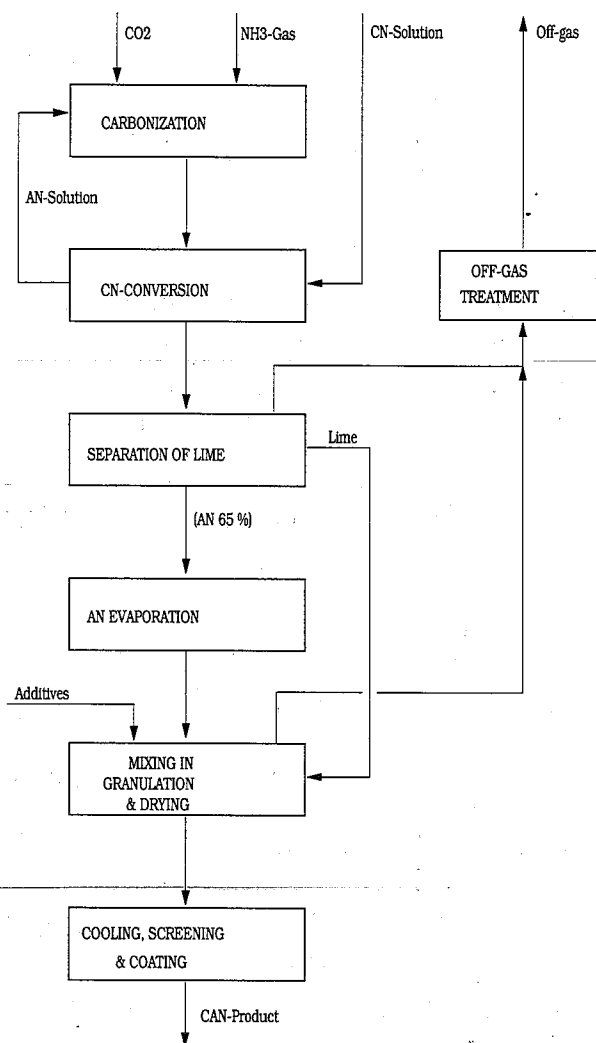 CO2
NH3-Gas
CN-Solution
Off-gas
CARBONIZATION
AN-Solution
CN-CONVERSION
OFF-GAS
TREATMENT
SEPARATION OF LIME
Lime
(AN 65 %)
AN EVAPORATION
Additives
MIXING IN
GRANULATION
& DRYING
COOLING, SCREENING
& COATING
CAN-Product